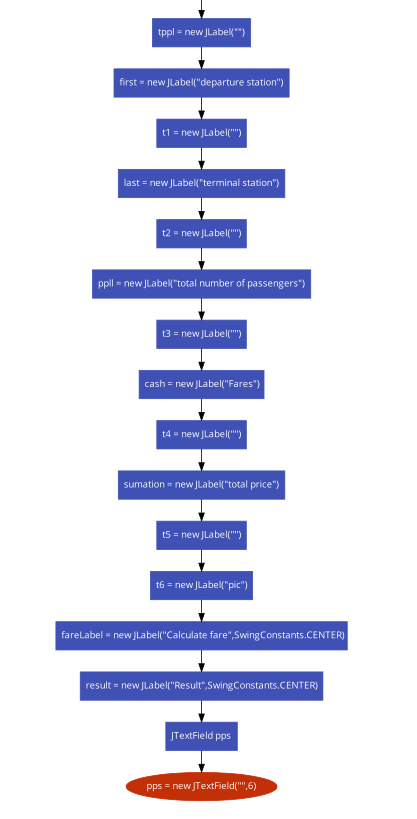 tppl = new JLabel("")
first = new JLabel("departure station")
t1 = new JLabel("")
last = new JLabel("terminal station")
t2 = new JLabel("")
ppll = new JLabel("total number of passengers")
t3 = new JLabel("")
cash = new JLabel("Fares")
t4 = new JLabel("")
sumation = new JLabel("total price")
t5 = new JLabel("")
t6 = new JLabel("pic")
fareLabel = new JLabel("Calculate fare",SwingConstants.CENTER)
result = new JLabel("Result",SwingConstants.CENTER)
JTextField pps
pps = new JTextField("",6)